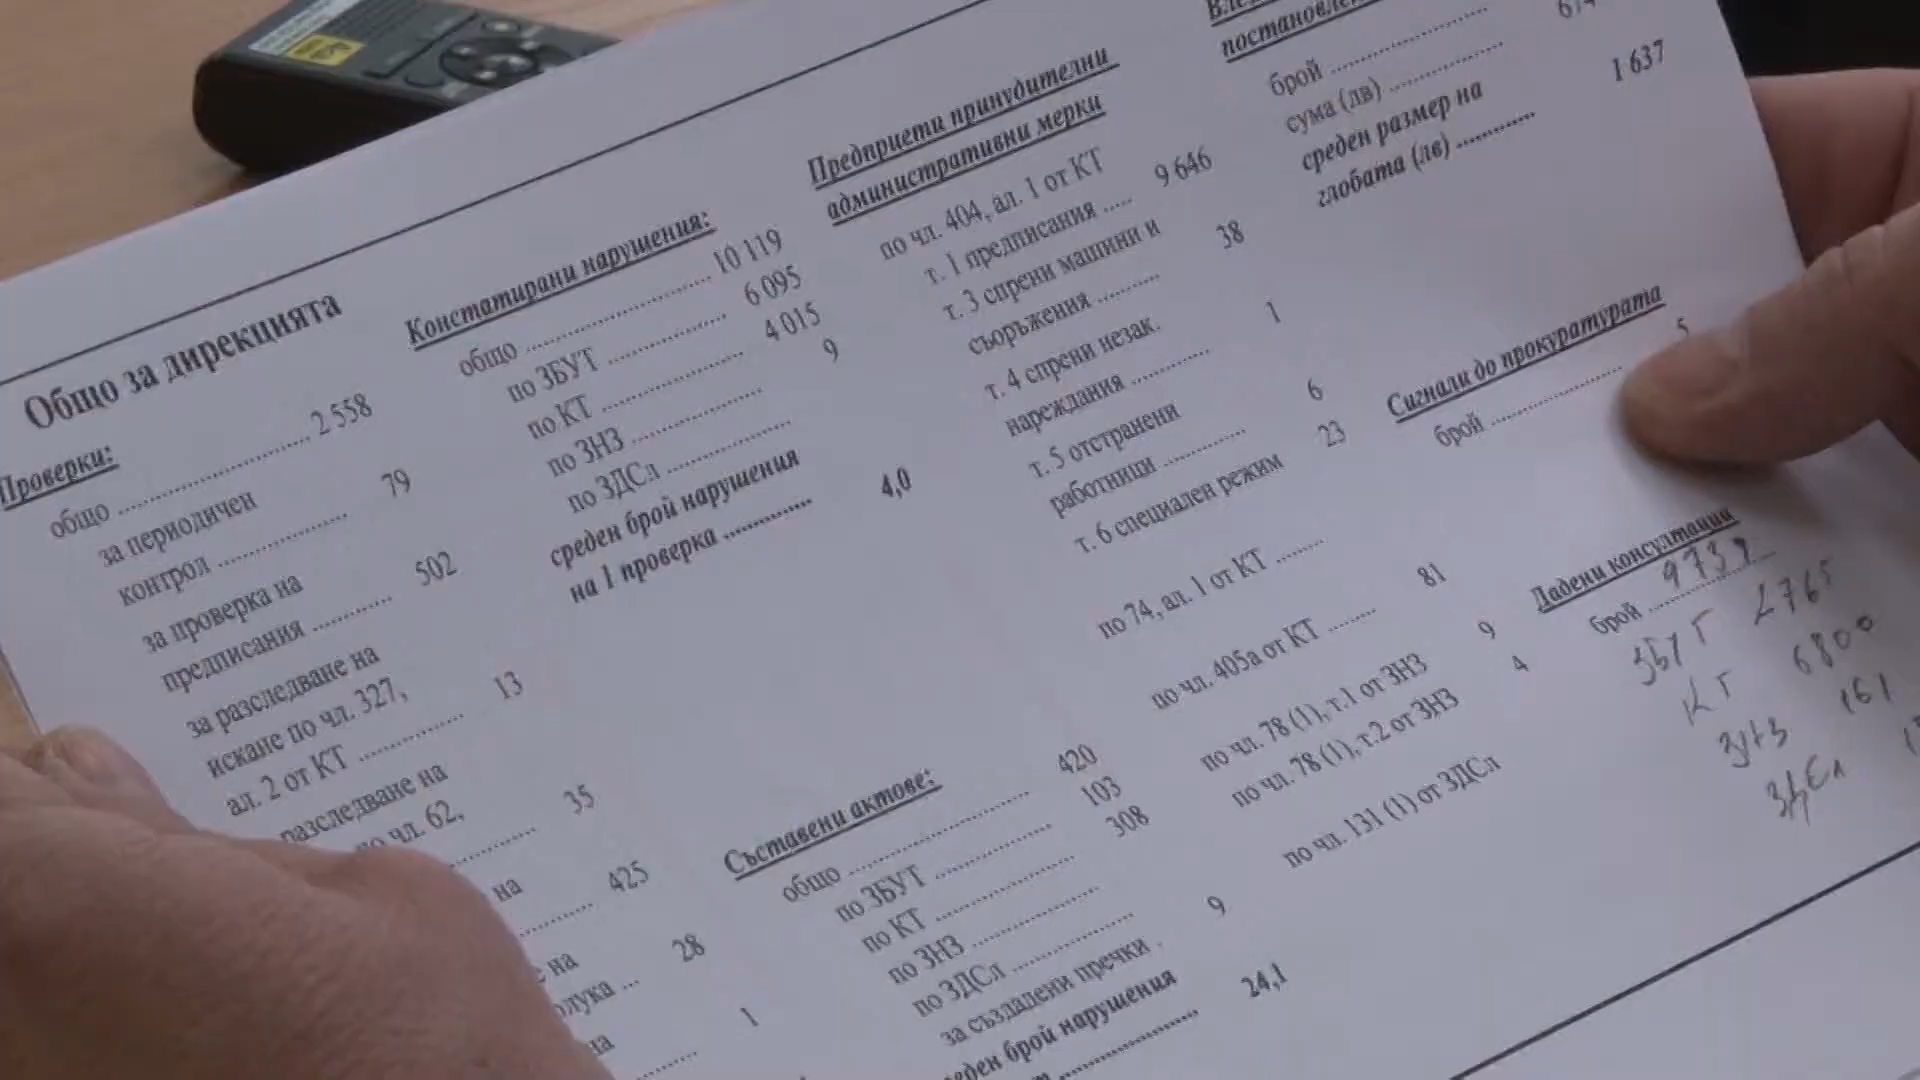 Общо за дирекцията
Проверки:
общо .......... 2 558
за периодичен
контрол .......... 79
за проверка на
предписания .......... 502
за разследване на
искане по чл. 327,
ал. 2 от КТ .......... 13
разследване на
по чл. 62,
.......... 35
на
.......... 425
на
... 28
на
.......... 1
Констатирани нарушения:
общо .......... 10 119
по ЗБУТ .......... 6 095
по КТ .......... 4 015
по ЗНЗ .......... 9
по ЗДСл ..........
среден брой нарушения
на 1 проверка .......... 4,0
Съставени актове:
общо .......... 420
по ЗБУТ .......... 103
по КТ .......... 308
по ЗНЗ ..........
по ЗДСл ..........
за създадени пречки . 9
брой нарушения
.......... 24,1
Предприети принудителни
административни мерки
по чл. 404, ал. 1 от КТ
т. 1 предписания ..... 9 646
т. 3 спрени машини и
съоръжения .......... 38
т. 4 спрени незак.
нареждания .......... 1
т. 5 отстранени
работници .......... 6
т. 6 специален режим 23
по 74, ал. 1 от КТ ........
по чл. 405а от КТ ........ 81
по чл. 78 (1), т.1 от ЗНЗ 9
по чл. 78 (1), т.2 от ЗНЗ 4
по чл. 131 (1) от ЗДСл
брой ..........
сума (лв) ..........
среден размер на
глобата (лв) .......... 1 637
Сигнали до прокуратурата
брой .......... 5
Дадени консултации
брой ..........
ЗБУТ 2765
КТ 6800
ЗНЗ 161
ЗДСл